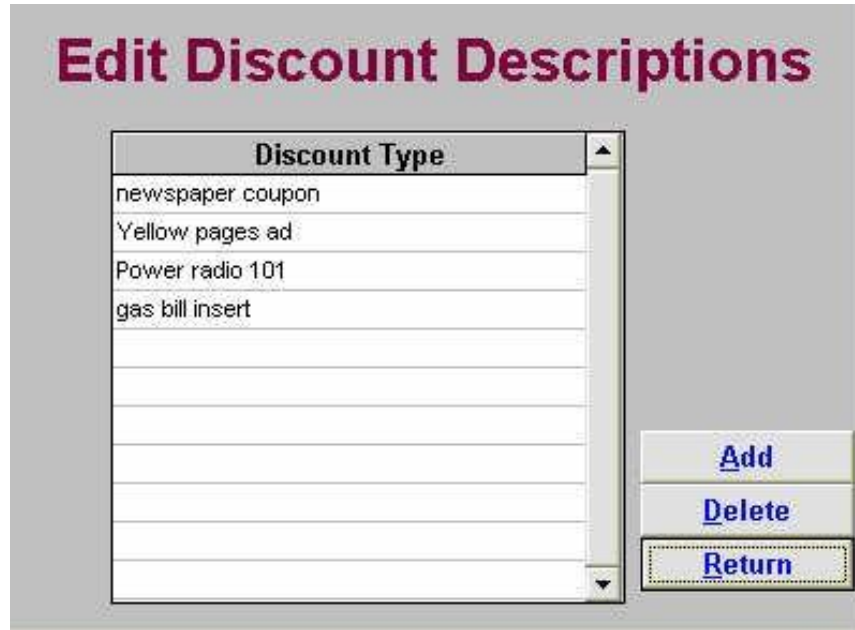 Edit Discount Descriptions
Discount Type
newspaper coupon
Yellow pages ad
Power radio 101
gas bill insert
Add
Delete
Return